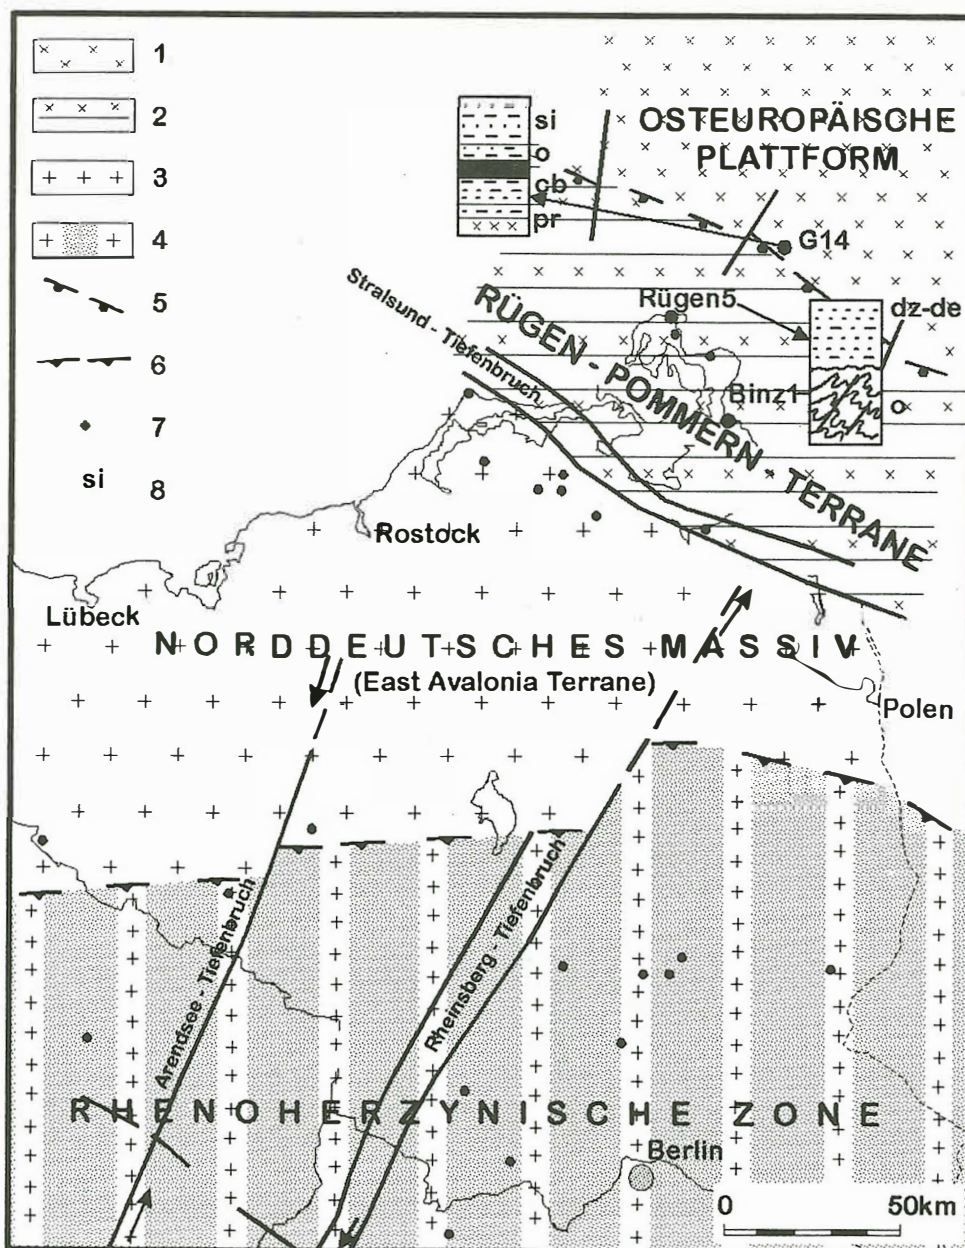 1
2
3
4
5
6
7
si 8
si
o
cb
pr
OSTEUROPÄISCHE
PLATTFORM
G14
Rügen5
dz-de
Binz1
o
Stralsund - Tiefenbruch
RÜGEN - POMMERN - TERRANE
Rostock
Lübeck
NORDDEUTSCHES MASSIV
(East Avalonia Terrane)
Polen
Arendsee - Tiefenbruch
Rheinsberg - Tiefenbruch
RHENOHERZYNISCHE ZONE
Berlin
0 50km